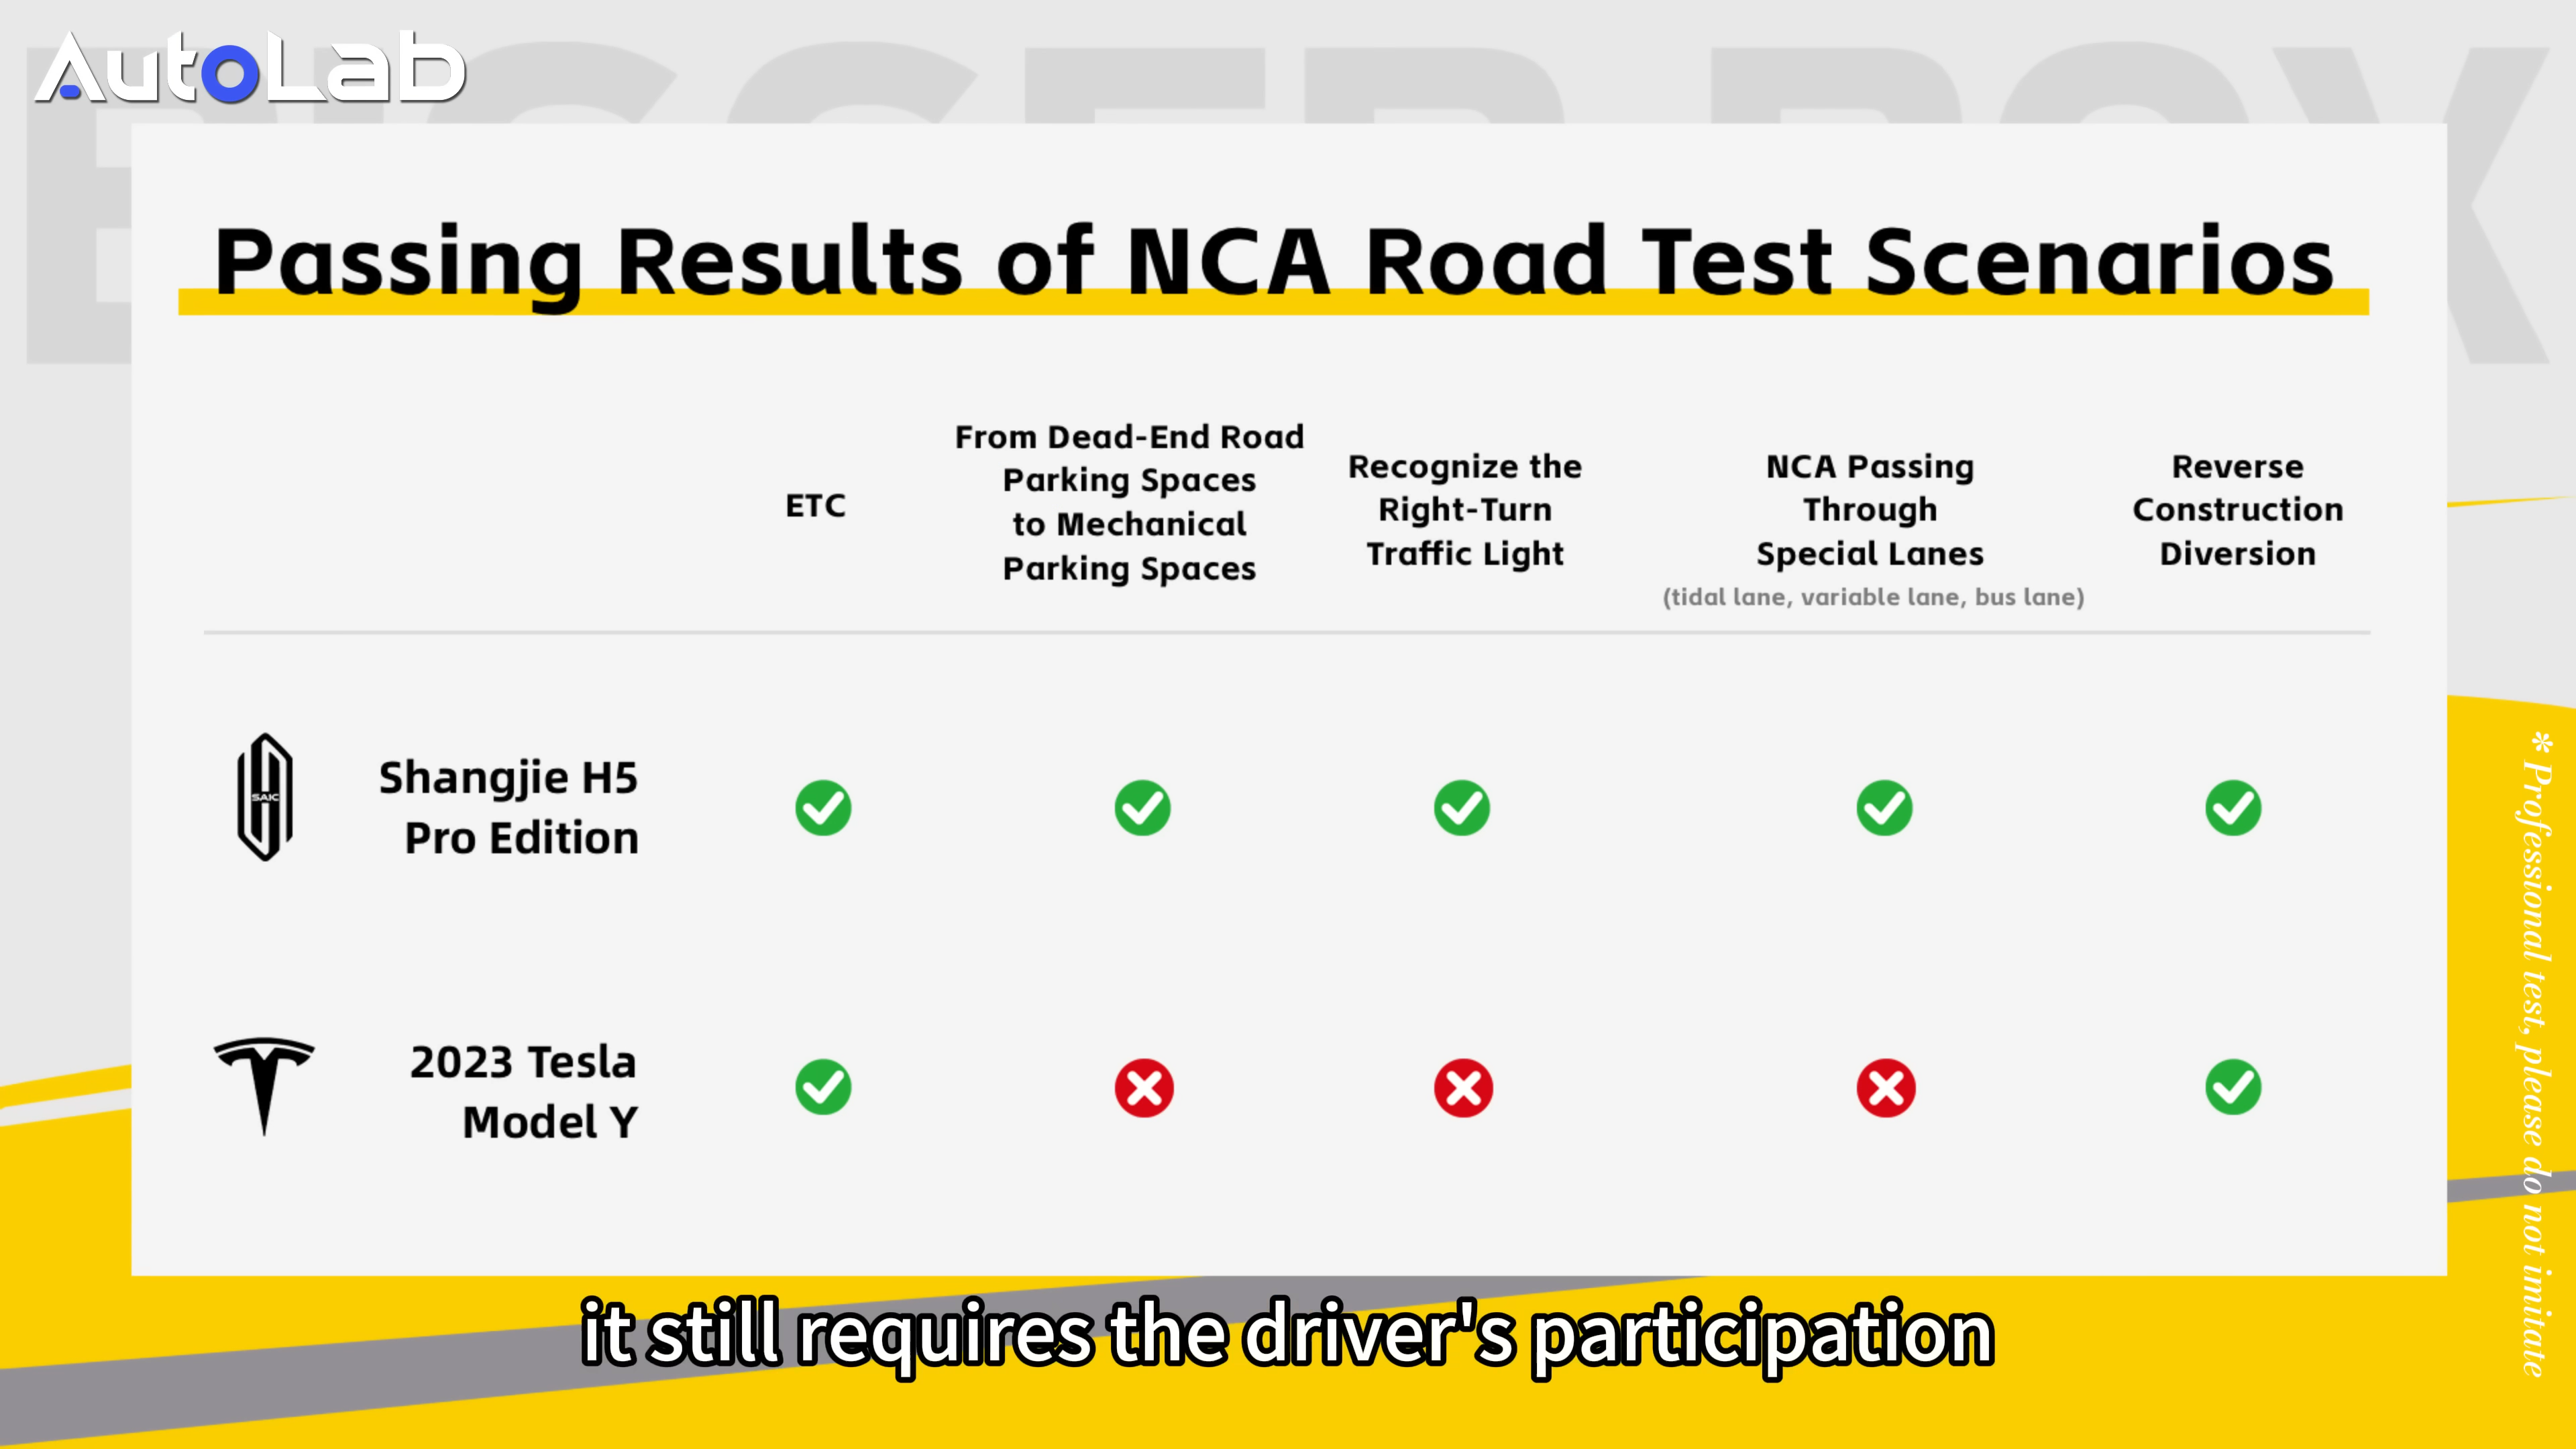 AutoLab
Passing Results of NCA Road Test Scenarios
ETC
From Dead-End Road
Parking Spaces
to Mechanical
Parking Spaces
Recognize the
Right-Turn
Traffic Light
NCA Passing
Through
Special Lanes
(tidal lane, variable lane, bus lane)
Reverse
Construction
Diversion
SAIC
Shangjie H5
Pro Edition
2023 Tesla
Model Y
* Professional test, please do not imitate
it still requires the driver's participation